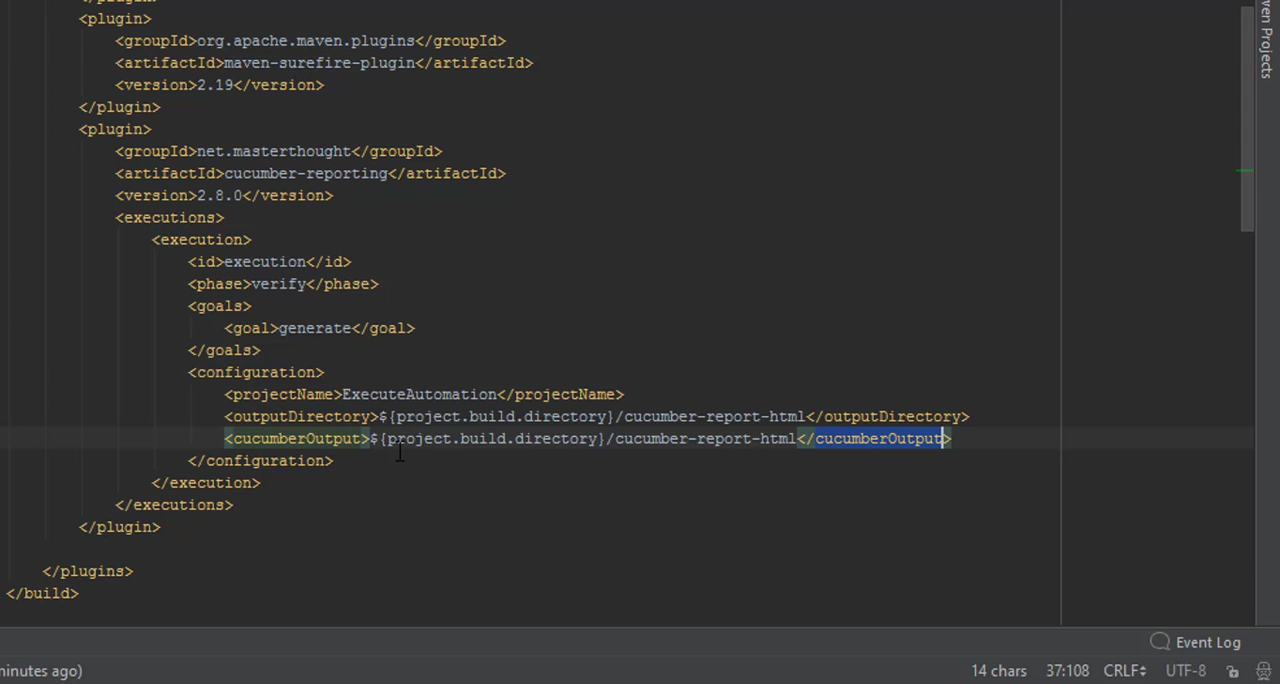 </plugin>
<plugin>
<groupId>org.apache.maven.plugins</groupId>
<artifactId>maven-surefire-plugin</artifactId>
<version>2.19</version>
</plugin>
<plugin>
<groupId>net.masterthought</groupId>
<artifactId>cucumber-reporting</artifactId>
<version>2.8.0</version>
<executions>
<execution>
<id>execution</id>
<phase>verify</phase>
<goals>
<goal>generate</goal>
</goals>
<configuration>
<projectName>ExecuteAutomation</projectName>
<outputDirectory>${project.build.directory}/cucumber-report-html</outputDirectory>
<cucumberOutput>${project.build.directory}/cucumber-report-html</cucumberOutput>
</configuration>
</execution>
</executions>
</plugin>
</plugins>
</build>
ven Projects
Event Log
minutes ago)
14 chars
37:108
CRLF
UTF-8